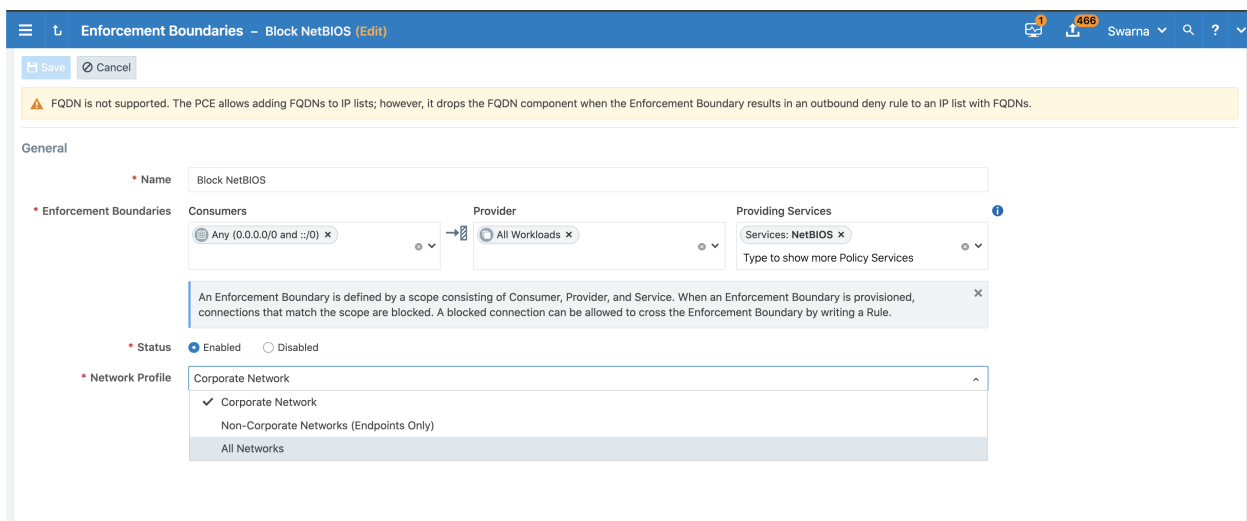 Enforcement Boundaries – Block NetBIOS (Edit)
1
466
Swarna
?
Save
Cancel
FQDN is not supported. The PCE allows adding FQDNs to IP lists; however, it drops the FQDN component when the Enforcement Boundary results in an outbound deny rule to an IP list with FQDNs.
General
* Name
Block NetBIOS
* Enforcement Boundaries
Consumers
Provider
Providing Services
Any (0.0.0.0/0 and ::/0) ×
All Workloads ×
Services: NetBIOS ×
Type to show more Policy Services
An Enforcement Boundary is defined by a scope consisting of Consumer, Provider, and Service. When an Enforcement Boundary is provisioned,
connections that match the scope are blocked. A blocked connection can be allowed to cross the Enforcement Boundary by writing a Rule.
* Status
Enabled
Disabled
* Network Profile
Corporate Network
Corporate Network
Non-Corporate Networks (Endpoints Only)
All Networks